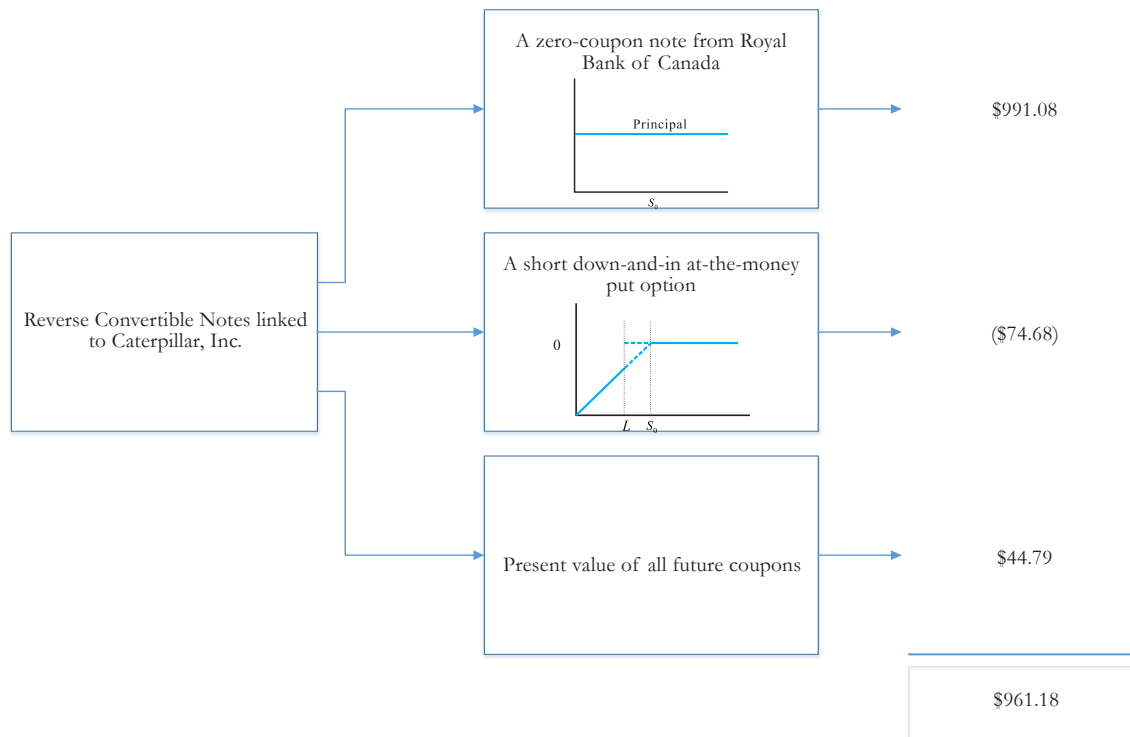 A zero-coupon note from Royal
Bank of Canada
Principal
S₀
$991.08
Reverse Convertible Notes linked
to Caterpillar, Inc.
A short down-and-in at-the-money
put option
0
L S₀
($74.68)
Present value of all future coupons
$44.79
$961.18